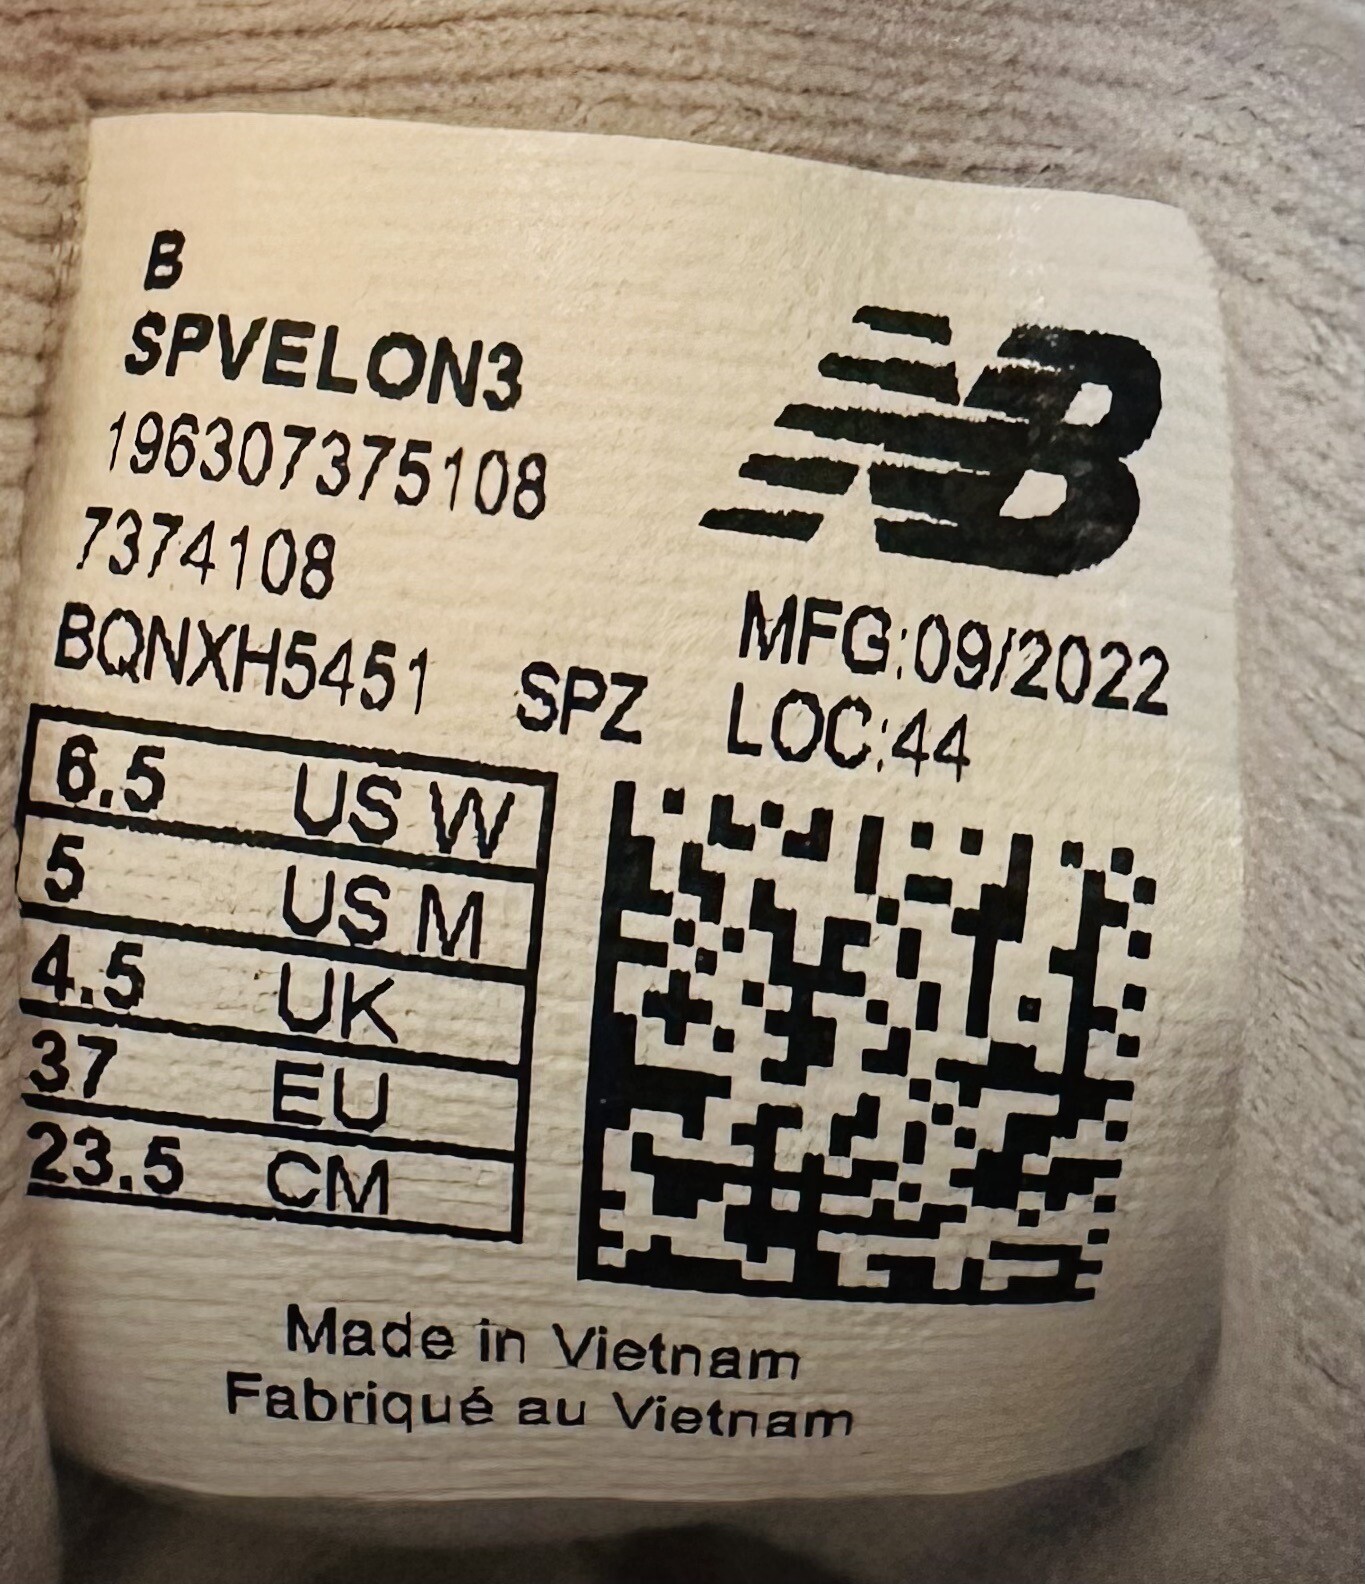 B
SPVELON3
196307375108
7374108
BQNXH5451 SPZ
NB
MFG:09/2022
LOC:44
6.5 US W
5 US M
4.5 UK
37 EU
23.5 CM
Made in Vietnam
Fabriqué au Vietnam